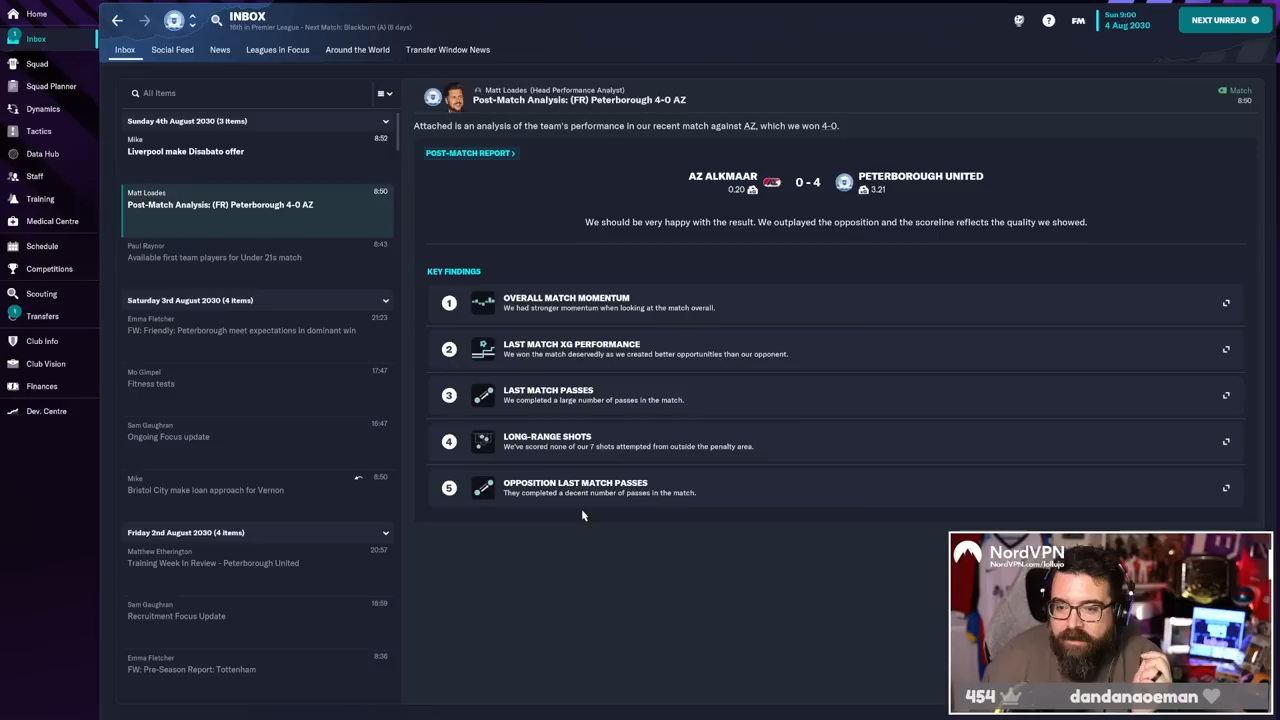 Home
1
Inbox
Squad
Squad Planner
Dynamics
Tactics
Data Hub
Staff
Training
Medical Centre
Schedule
Competitions
Scouting
1
Transfers
Club Info
Club Vision
Finances
Dev. Centre
INBOX
16th in Premier League - Next Match: Blackburn (A) (6 days)
FM
Sun 9:00
4 Aug 2030
NEXT UNREAD
Inbox
Social Feed
News
Leagues in Focus
Around the World
Transfer Window News
All Items
Sunday 4th August 2030 (3 items)
Mike
8:52
Liverpool make Disabato offer
Matt Loades
8:50
Post-Match Analysis: (FR) Peterborough 4-0 AZ
Paul Raynor
8:43
Available first team players for Under 21s match
Saturday 3rd August 2030 (4 items)
Emma Fletcher
21:23
FW: Friendly: Peterborough meet expectations in dominant win
Mo Gimpel
17:47
Fitness tests
Sam Gaughran
16:47
Ongoing Focus update
Mike
8:50
Bristol City make loan approach for Vernon
Friday 2nd August 2030 (4 items)
Matthew Etherington
20:57
Training Week In Review - Peterborough United
Sam Gaughran
16:59
Recruitment Focus Update
Emma Fletcher
8:36
FW: Pre-Season Report: Tottenham
Matt Loades (Head Performance Analyst)
Post-Match Analysis: (FR) Peterborough 4-0 AZ
Match
8:50
Attached is an analysis of the team's performance in our recent match against AZ, which we won 4-0.
POST-MATCH REPORT
AZ ALKMAAR
0.20
0 - 4
PETERBOROUGH UNITED
3.21
We should be very happy with the result. We outplayed the opposition and the scoreline reflects the quality we showed.
KEY FINDINGS
1
OVERALL MATCH MOMENTUM
We had stronger momentum when looking at the match overall.
2
LAST MATCH XG PERFORMANCE
We won the match deservedly as we created better opportunities than our opponent.
3
LAST MATCH PASSES
We completed a large number of passes in the match.
4
LONG-RANGE SHOTS
We've scored none of our 7 shots attempted from outside the penalty area.
5
OPPOSITION LAST MATCH PASSES
They completed a decent number of passes in the match.
NordVPN
NordVPN.com/lollujo
454
dandanaoeman